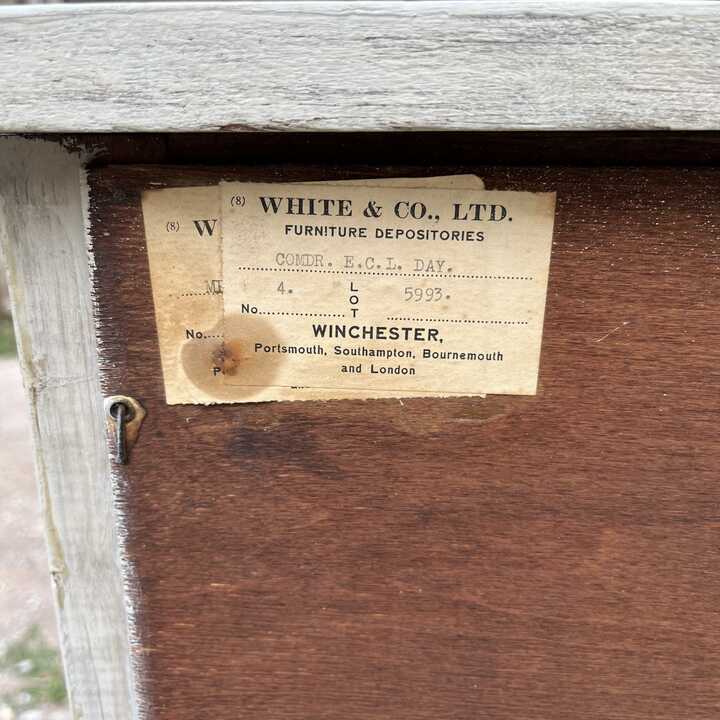 (8) WHITE & CO., LTD.
FURNITURE DEPOSITORIES
COMDR. E.C.L. DAY.
No. 4. LOT 5993.
WINCHESTER,
Portsmouth, Southampton, Bournemouth
and London
(8) W
No.
P